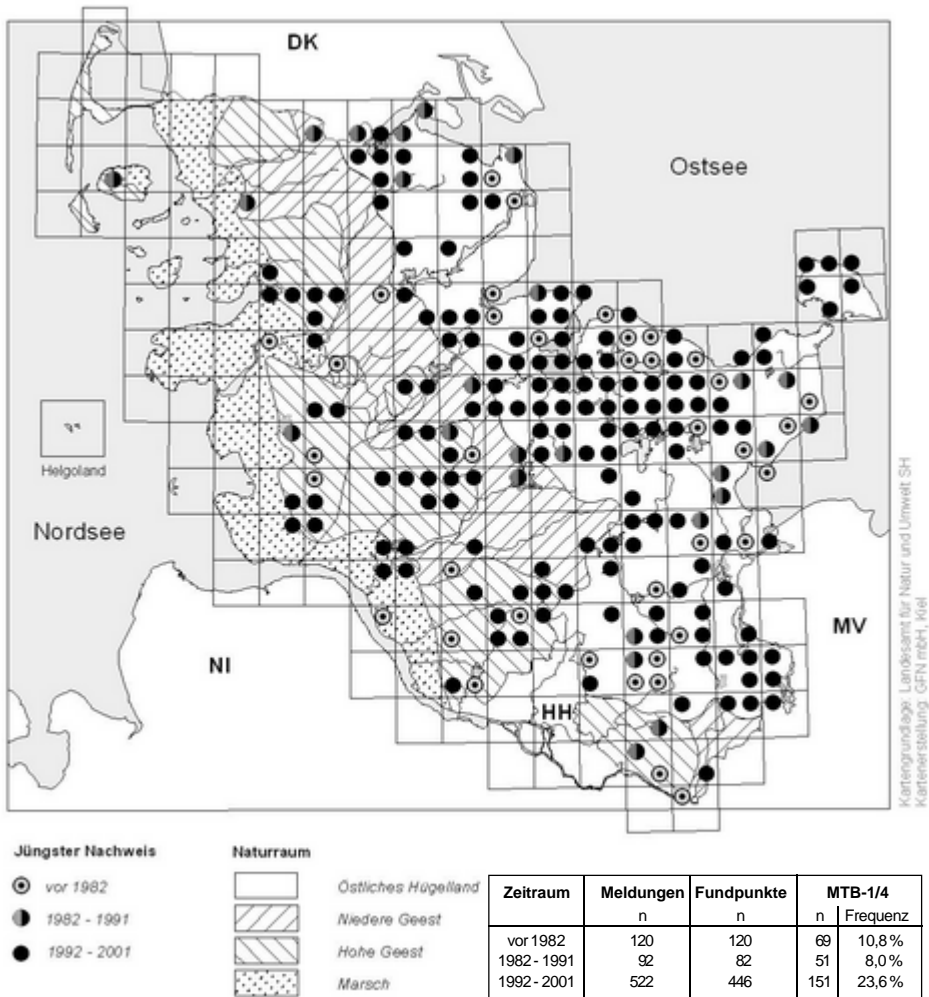 DK
Ostsee
Helgoland
Nordsee
NI
HH
MV
Kartengrundlage: Landesamt für Natur und Umwelt SH
Kartenerstellung: GFN mbH, Kiel
Jüngster Nachweis
vor 1982
1982 - 1991
1992 - 2001
Naturraum
Östliches Hügelland
Niedere Geest
Hohe Geest
Marsch
Zeitraum Meldungen Fundpunkte MTB-1/4
n n n Frequenz
vor 1982 120 120 69 10,8 %
1982 - 1991 92 82 51 8,0 %
1992 - 2001 522 446 151 23,6 %